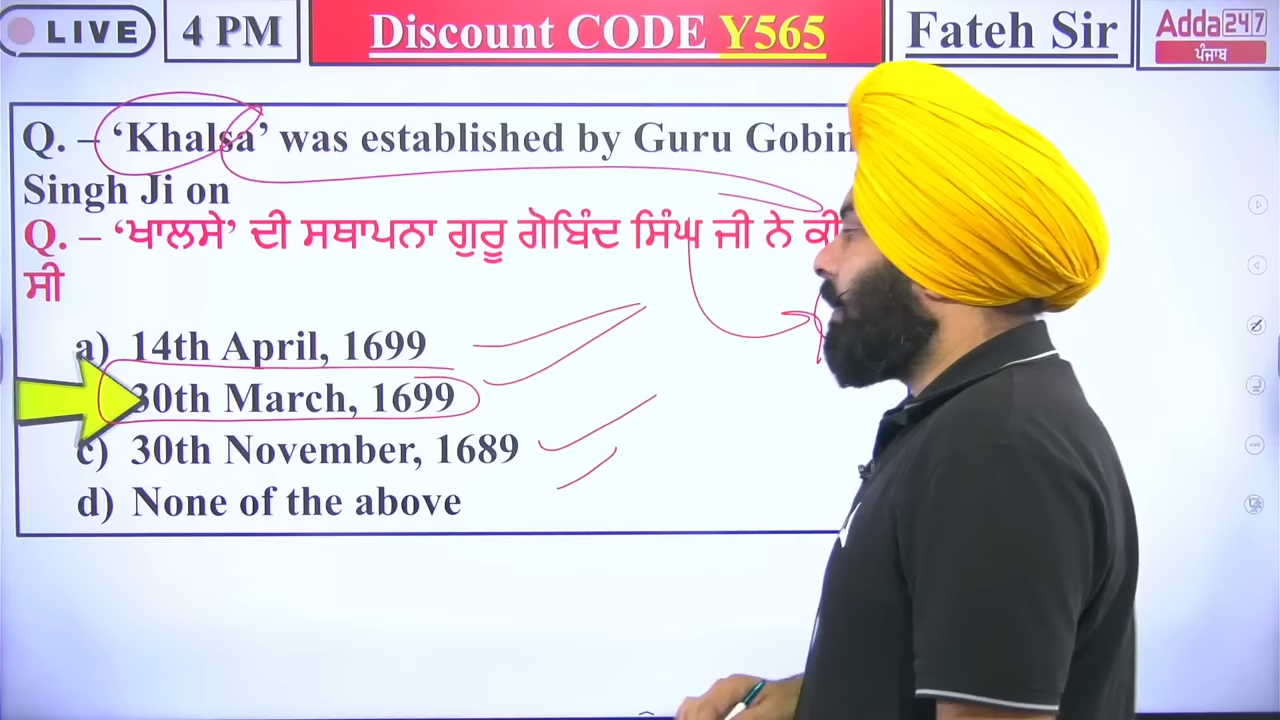 LIVE
4 PM
Discount CODE Y565
Fateh Sir
Adda247
ਪੰਜਾਬ
Q. – ‘Khalsa’ was established by Guru Gobin
Singh Ji on
Q. – ‘ਖਾਲਸੇ’ ਦੀ ਸਥਾਪਨਾ ਗੁਰੂ ਗੋਬਿੰਦ ਸਿੰਘ ਜੀ ਨੇ ਕੀ
ਸੀ
a) 14th April, 1699
30th March, 1699
c) 30th November, 1689
d) None of the above